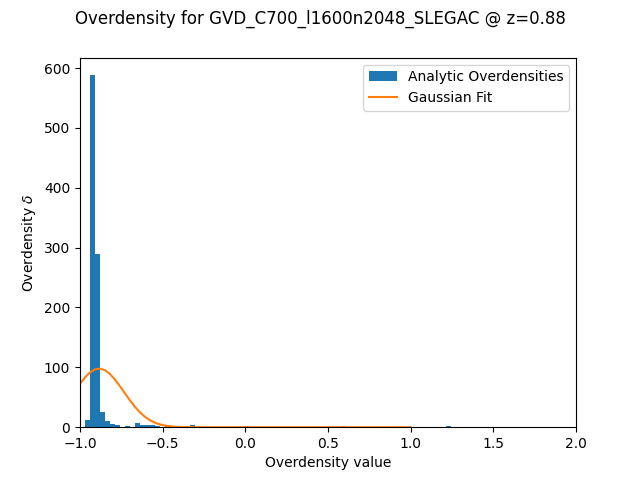 Overdensity for GVD_C700_l1600n2048_SLEGAC @ z=0.88
Analytic Overdensities
Gaussian Fit
Overdensity δ
600
500
400
300
200
100
0
−1.0 −0.5 0.0 0.5 1.0 1.5 2.0
Overdensity value